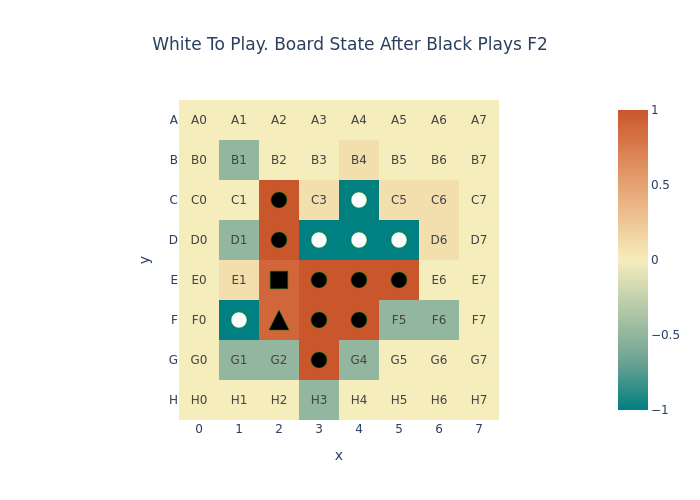 White To Play. Board State After Black Plays F2
A A0 A1 A2 A3 A4 A5 A6 A7
B B0 B1 B2 B3 B4 B5 B6 B7
C C0 C1 C3 C5 C6 C7
D D0 D1 D6 D7
E E0 E1 E6 E7
F F0 F5 F6 F7
G G0 G1 G2 G4 G5 G6 G7
H H0 H1 H2 H3 H4 H5 H6 H7
0 1 2 3 4 5 6 7
x
y
1
0.5
0
−0.5
−1